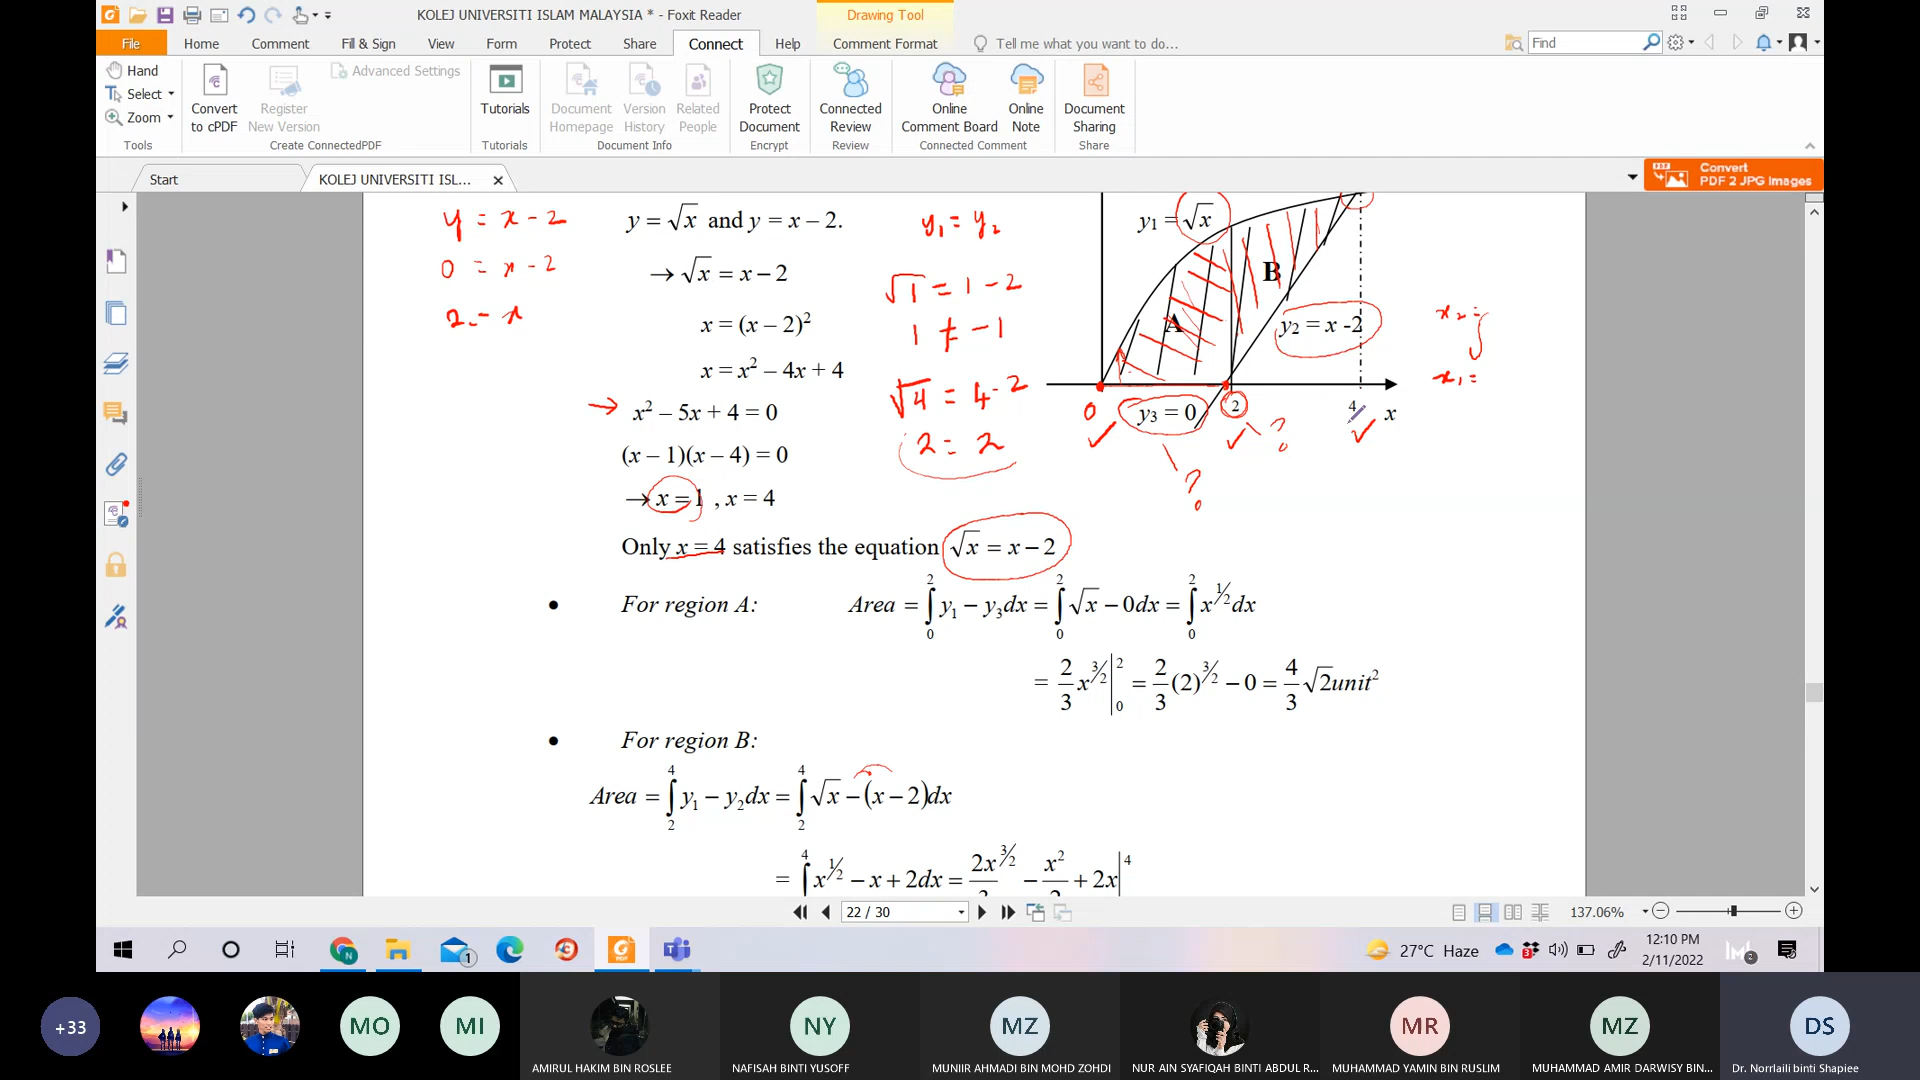 KOLEJ UNIVERSITI ISLAM MALAYSIA * - Foxit Reader
Drawing Tool
File Home Comment Fill & Sign View Form Protect Share Connect Help Comment Format Tell me what you want to do... Find
Hand
Select
Zoom
Tools
Convert to cPDF
Register New Version
Advanced Settings
Create ConnectedPDF
Tutorials
Tutorials
Document Homepage
Version History
Related People
Document Info
Protect Document
Encrypt
Connected Review
Review
Online Comment Board
Online Note
Connected Comment
Document Sharing
Share
Start
KOLEJ UNIVERSITI ISL...
Convert
PDF 2 JPG Images
y = x - 2
0 = x - 2
2 = x
y = √x and y = x – 2.
→ √x = x – 2
x = (x – 2)²
x = x² – 4x + 4
→ x² – 5x + 4 = 0
(x – 1)(x – 4) = 0
→ x = 1 , x = 4
y₁ = y₂
√1 = 1 - 2
1 ≠ -1
√4 = 4 - 2
2 = 2
y₁ = √x
A
B
y₂ = x -2
x₂ =
x₁ =
0
y₃ = 0
2
4
x
?
?
Only x = 4 satisfies the equation √x = x – 2
• For region A: Area = ∫₀² y₁ – y₃dx = ∫₀² √x – 0dx = ∫₀² x^½ dx
= 2/3 x^3/2 |₀² = 2/3 (2)^3/2 – 0 = 4/3 √2unit²
• For region B:
Area = ∫₂⁴ y₁ – y₂dx = ∫₂⁴ √x – (x – 2)dx
= ∫⁴ x^½ – x + 2dx = 2x^3/2 – x² + 2x |⁴
22 / 30
137.06%
1
27°C Haze
3
12:10 PM
2/11/2022
2
+33
MO
MI
AMIRUL HAKIM BIN ROSLEE
NY
NAFISAH BINTI YUSOFF
MZ
MUNIIR AHMADI BIN MOHD ZOHDI
NUR AIN SYAFIQAH BINTI ABDUL R...
MR
MUHAMMAD YAMIN BIN RUSLIM
MZ
MUHAMMAD AMIR DARWISY BIN...
DS
Dr. Norrlaili binti Shapiee